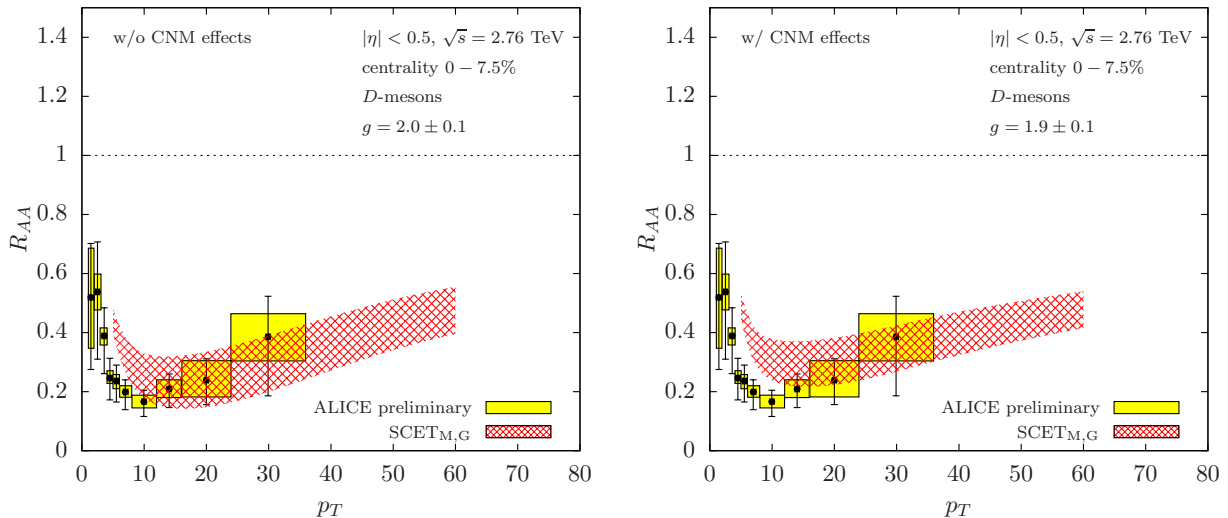 w/o CNM effects
|η| < 0.5, √s = 2.76 TeV
centrality 0 − 7.5%
D-mesons
g = 2.0 ± 0.1
R_AA
1.4
1.2
1
0.8
0.6
0.4
0.2
0
ALICE preliminary
SCET_M,G
0 10 20 30 40 50 60 70 80
p_T
w/ CNM effects
|η| < 0.5, √s = 2.76 TeV
centrality 0 − 7.5%
D-mesons
g = 1.9 ± 0.1
R_AA
1.4
1.2
1
0.8
0.6
0.4
0.2
0
ALICE preliminary
SCET_M,G
0 10 20 30 40 50 60 70 80
p_T